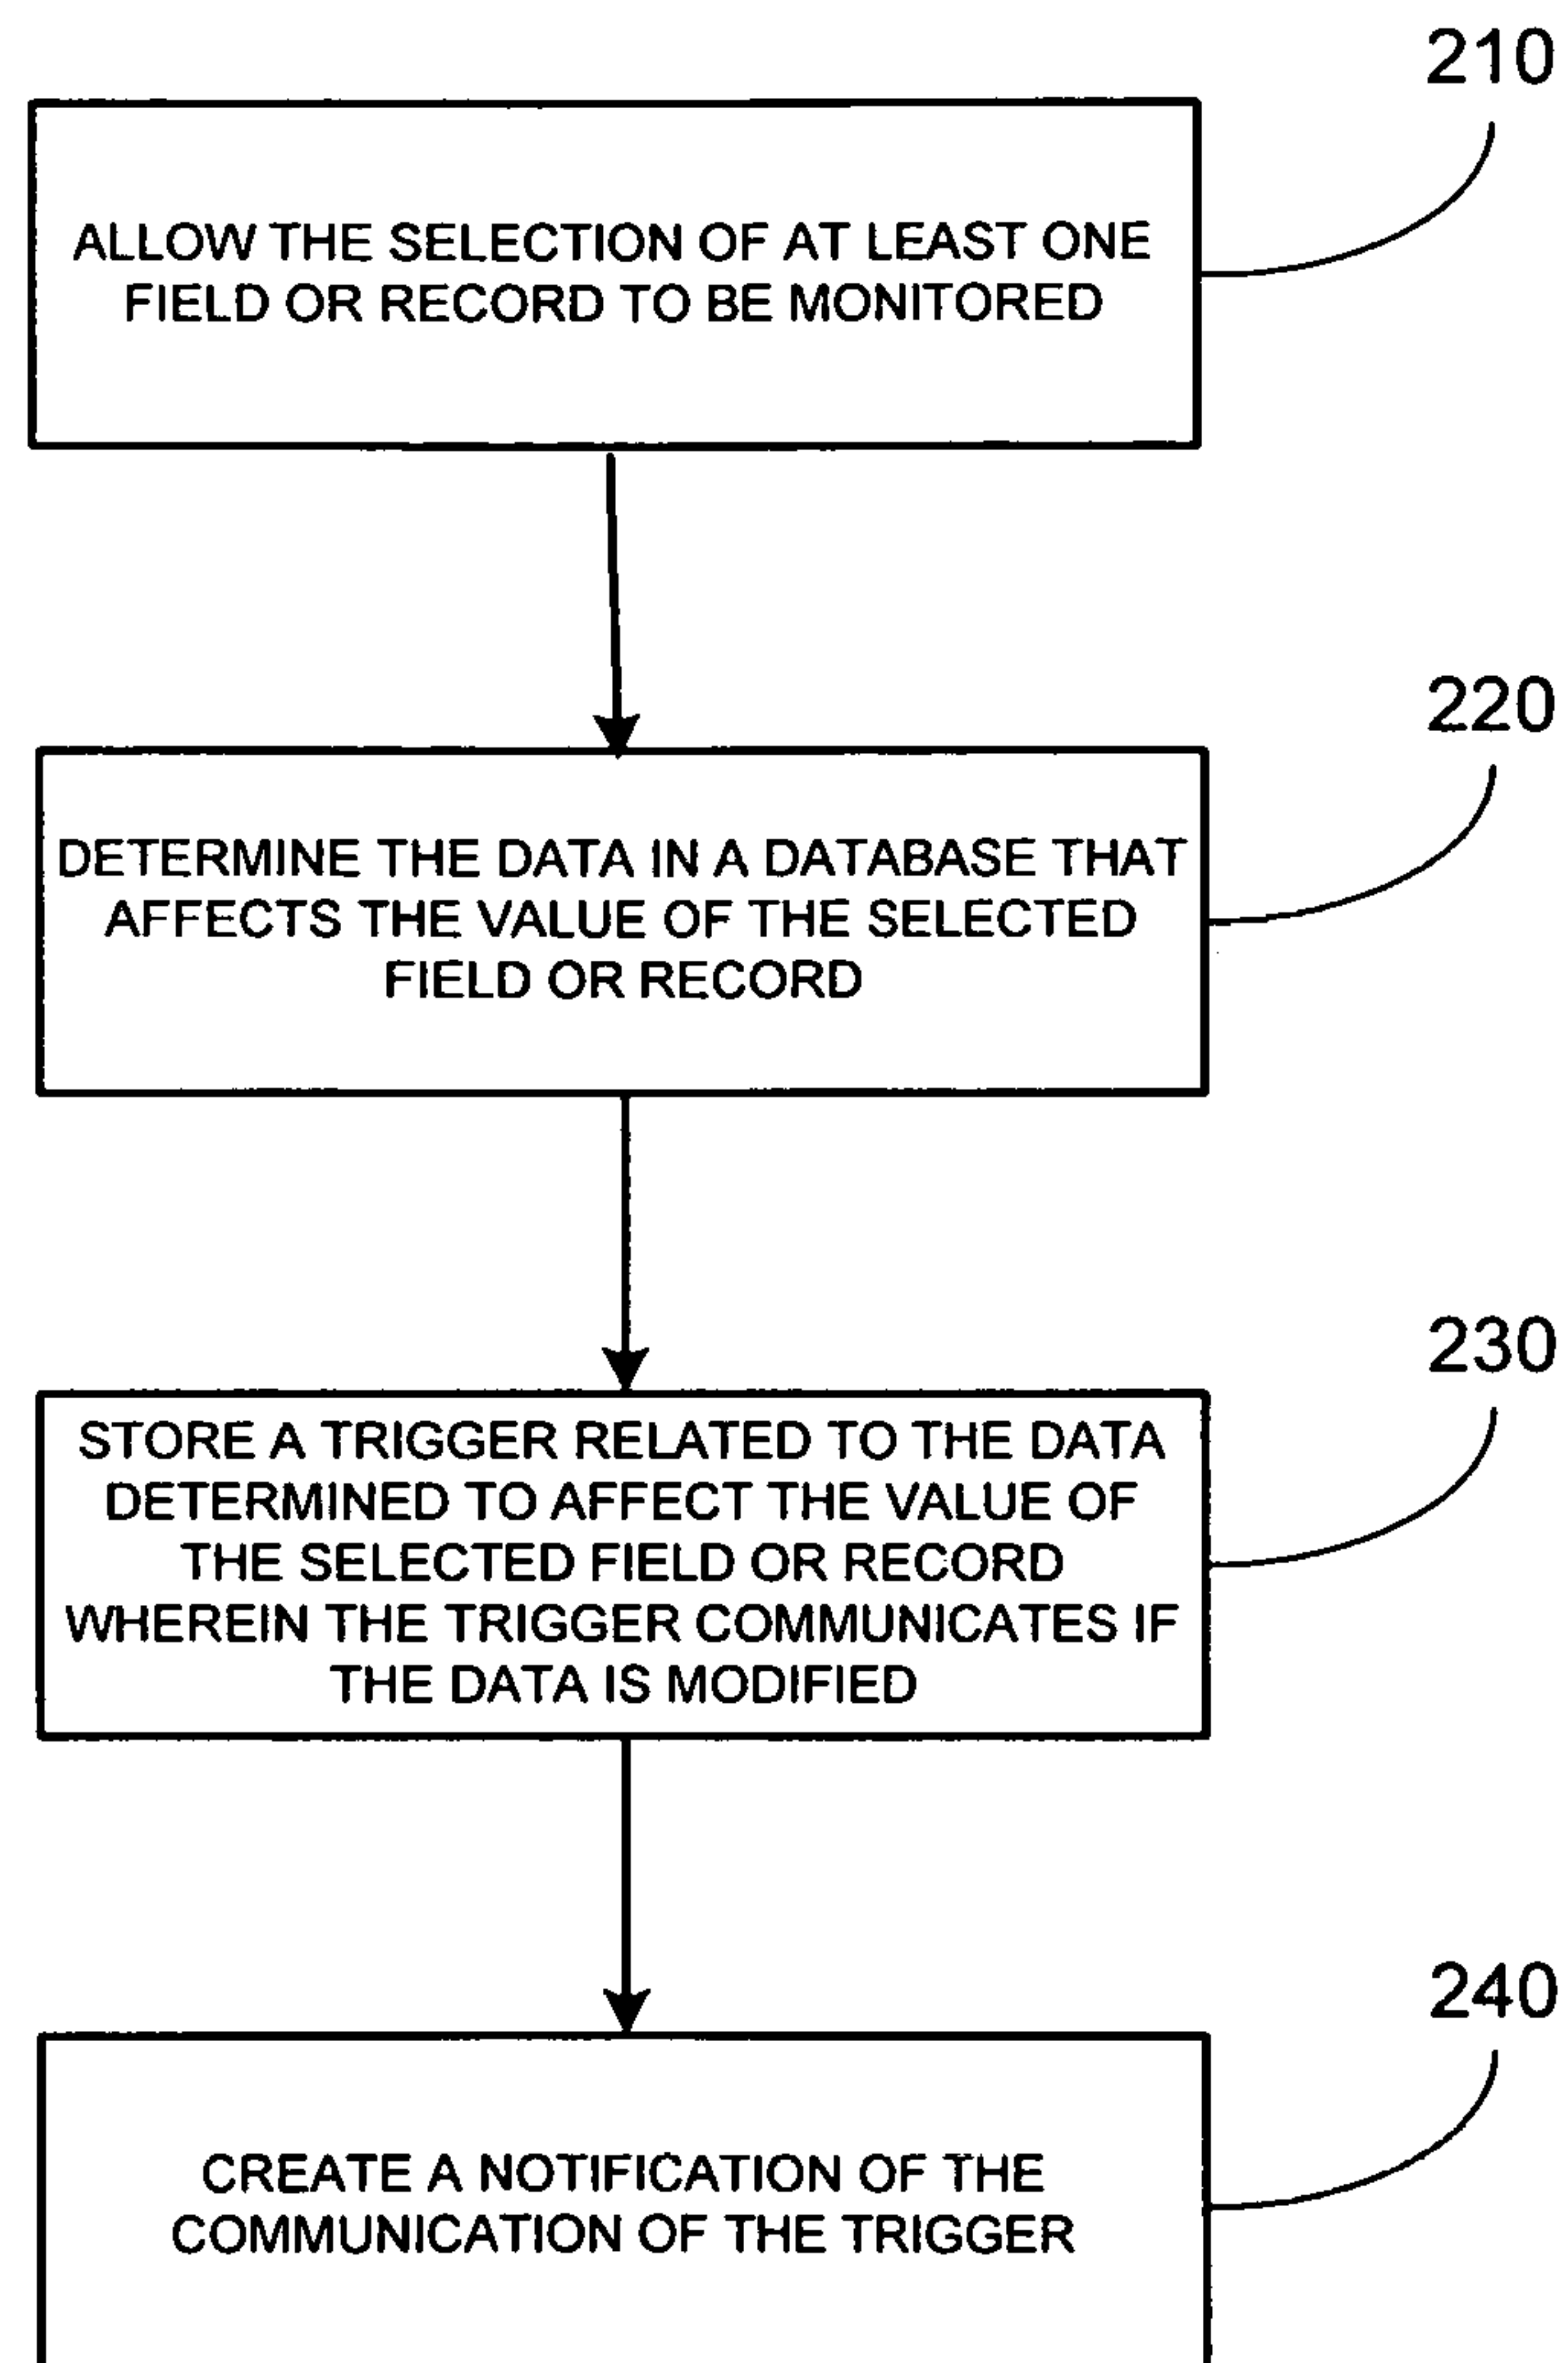 210
ALLOW THE SELECTION OF AT LEAST ONE
FIELD OR RECORD TO BE MONITORED
220
DETERMINE THE DATA IN A DATABASE THAT
AFFECTS THE VALUE OF THE SELECTED
FIELD OR RECORD
230
STORE A TRIGGER RELATED TO THE DATA
DETERMINED TO AFFECT THE VALUE OF
THE SELECTED FIELD OR RECORD
WHEREIN THE TRIGGER COMMUNICATES IF
THE DATA IS MODIFIED
240
CREATE A NOTIFICATION OF THE
COMMUNICATION OF THE TRIGGER